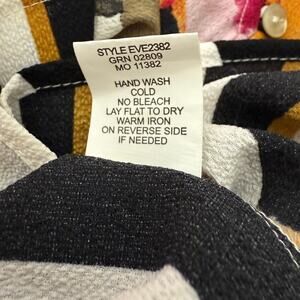 STYLE EVE2382
GRN 02809
MO 11382
HAND WASH
COLD
NO BLEACH
LAY FLAT TO DRY
WARM IRON
ON REVERSE SIDE
IF NEEDED